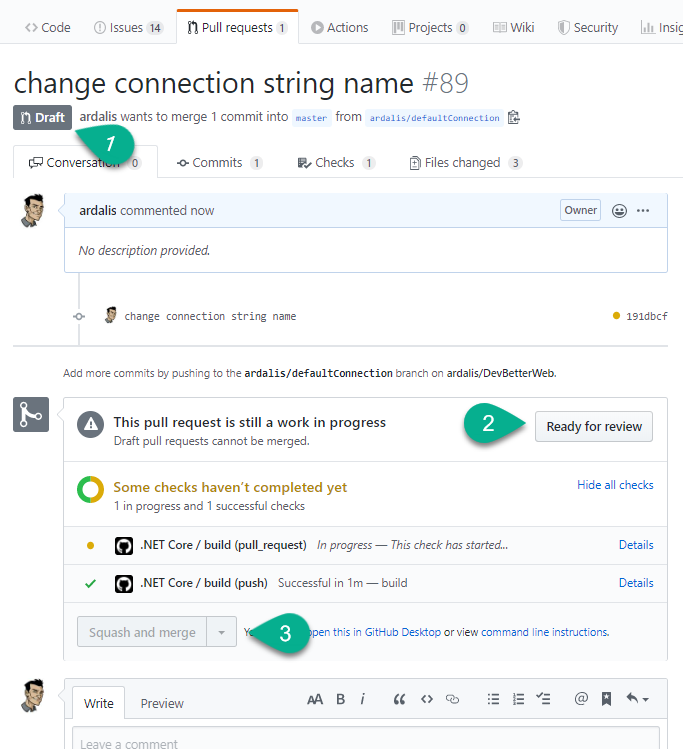 Code Issues 14 Pull requests 1 Actions Projects 0 Wiki Security
change connection string name #89
Draft ardalis wants to merge 1 commit into master from ardalis/defaultConnection
1
Conversation 0 Commits 1 Checks 1 Files changed 3
ardalis commented now Owner
No description provided.
change connection string name 191dbcf
Add more commits by pushing to the ardalis/defaultConnection branch on ardalis/DevBetterWeb.
This pull request is still a work in progress
Draft pull requests cannot be merged.
2 Ready for review
Some checks haven't completed yet Hide all checks
1 in progress and 1 successful checks
.NET Core / build (pull_request) In progress — This check has started... Details
.NET Core / build (push) Successful in 1m — build Details
Squash and merge 3 open this in GitHub Desktop or view command line instructions.
Write Preview AA B i
Leave a comment